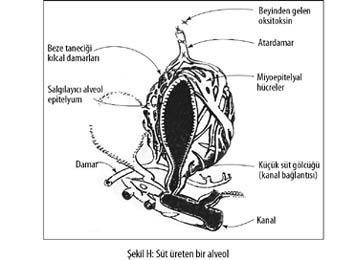 Beyinden gelen
oksitoksin
Atardamar
Beze taneciği
kılcal damarları
Miyoepitelyal
hücreler
Salgılayıcı alveol
epitelyum
Damar
Küçük süt gölcüğü
(kanal bağlantısı)
Kanal
Şekil H: Süt üreten bir alveol